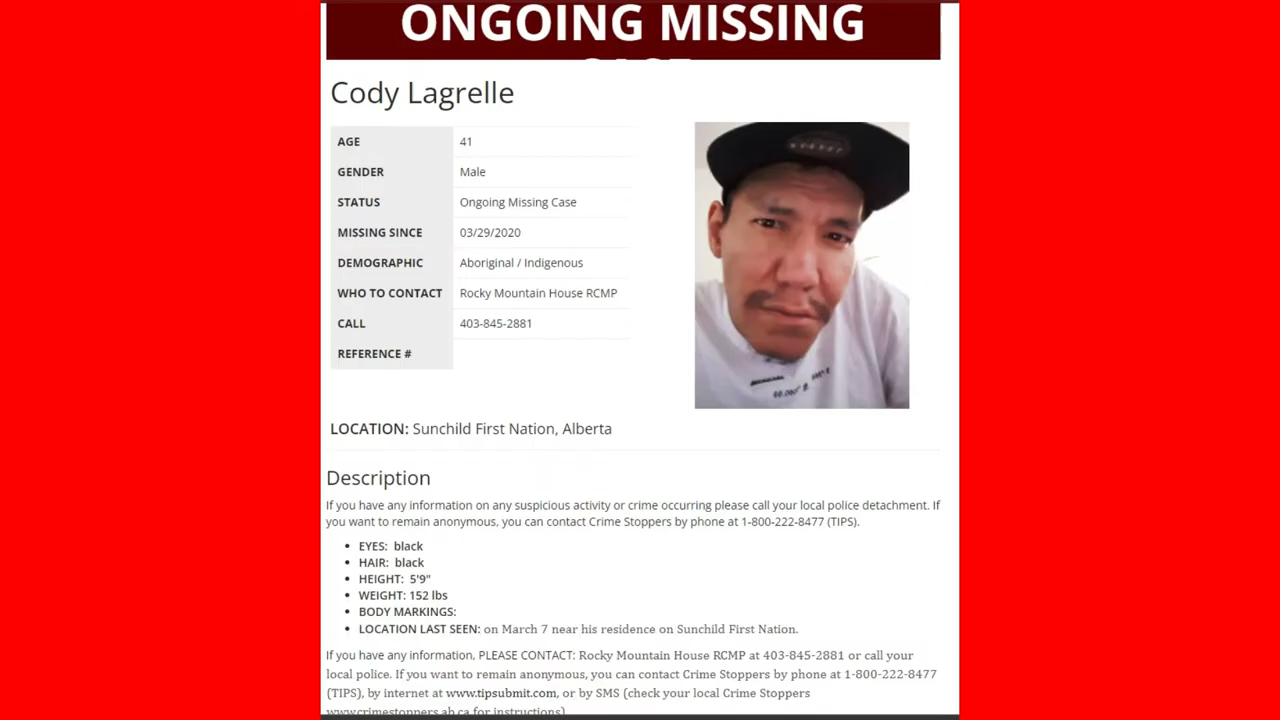 ONGOING MISSING
Cody Lagrelle
AGE 41
GENDER Male
STATUS Ongoing Missing Case
MISSING SINCE 03/29/2020
DEMOGRAPHIC Aboriginal / Indigenous
WHO TO CONTACT Rocky Mountain House RCMP
CALL 403-845-2881
REFERENCE #
LOCATION: Sunchild First Nation, Alberta
Description
If you have any information on any suspicious activity or crime occurring please call your local police detachment. If
you want to remain anonymous, you can contact Crime Stoppers by phone at 1-800-222-8477 (TIPS).
• EYES: black
• HAIR: black
• HEIGHT: 5'9"
• WEIGHT: 152 lbs
• BODY MARKINGS:
• LOCATION LAST SEEN: on March 7 near his residence on Sunchild First Nation.
If you have any information, PLEASE CONTACT: Rocky Mountain House RCMP at 403-845-2881 or call your
local police. If you want to remain anonymous, you can contact Crime Stoppers by phone at 1-800-222-8477
(TIPS), by internet at www.tipsubmit.com, or by SMS (check your local Crime Stoppers
www.crimestoppers.ab.ca for instructions)